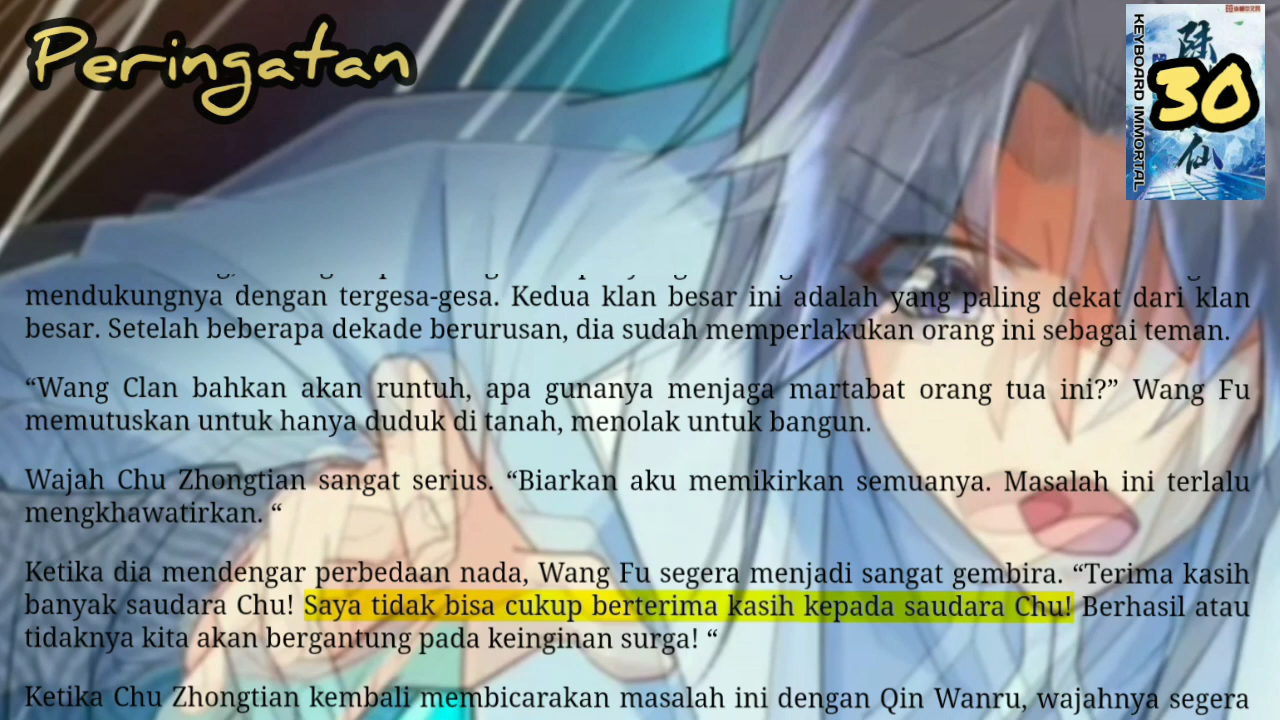 Peringatan
KEYBOARD IMMORTAL
30
仙
mendukungnya dengan tergesa-gesa. Kedua klan besar ini adalah yang paling dekat dari klan
besar. Setelah beberapa dekade berurusan, dia sudah memperlakukan orang ini sebagai teman.
“Wang Clan bahkan akan runtuh, apa gunanya menjaga martabat orang tua ini?” Wang Fu
memutuskan untuk hanya duduk di tanah, menolak untuk bangun.
Wajah Chu Zhongtian sangat serius. “Biarkan aku memikirkan semuanya. Masalah ini terlalu
mengkhawatirkan. “
Ketika dia mendengar perbedaan nada, Wang Fu segera menjadi sangat gembira. “Terima kasih
banyak saudara Chu! Saya tidak bisa cukup berterima kasih kepada saudara Chu! Berhasil atau
tidaknya kita akan bergantung pada keinginan surga! “
Ketika Chu Zhongtian kembali membicarakan masalah ini dengan Qin Wanru, wajahnya segera